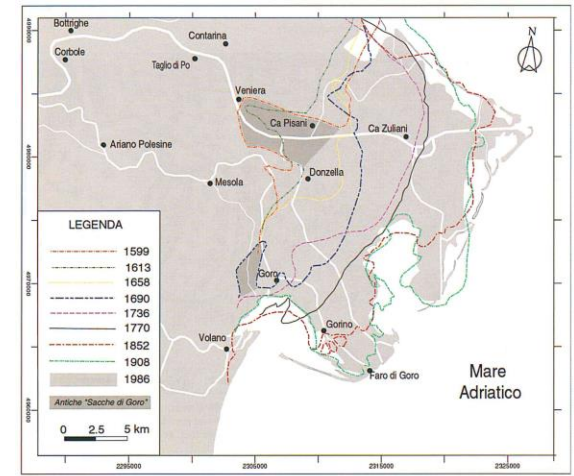 Bottrighe
Contarina
Corbole
Taglio di Po
N
Veniera
Ca Pisani
Ca Zuliani
Ariano Polesine
Donzella
Mesola
LEGENDA
1599
1613
1658
1690
1736
1770
1852
1908
1986
Antiche "Sacche di Goro"
0 2.5 5 km
Goro
Gorino
Volano
Faro di Goro
Mare
Adriatico
2295000 2305000 2315000 2325000